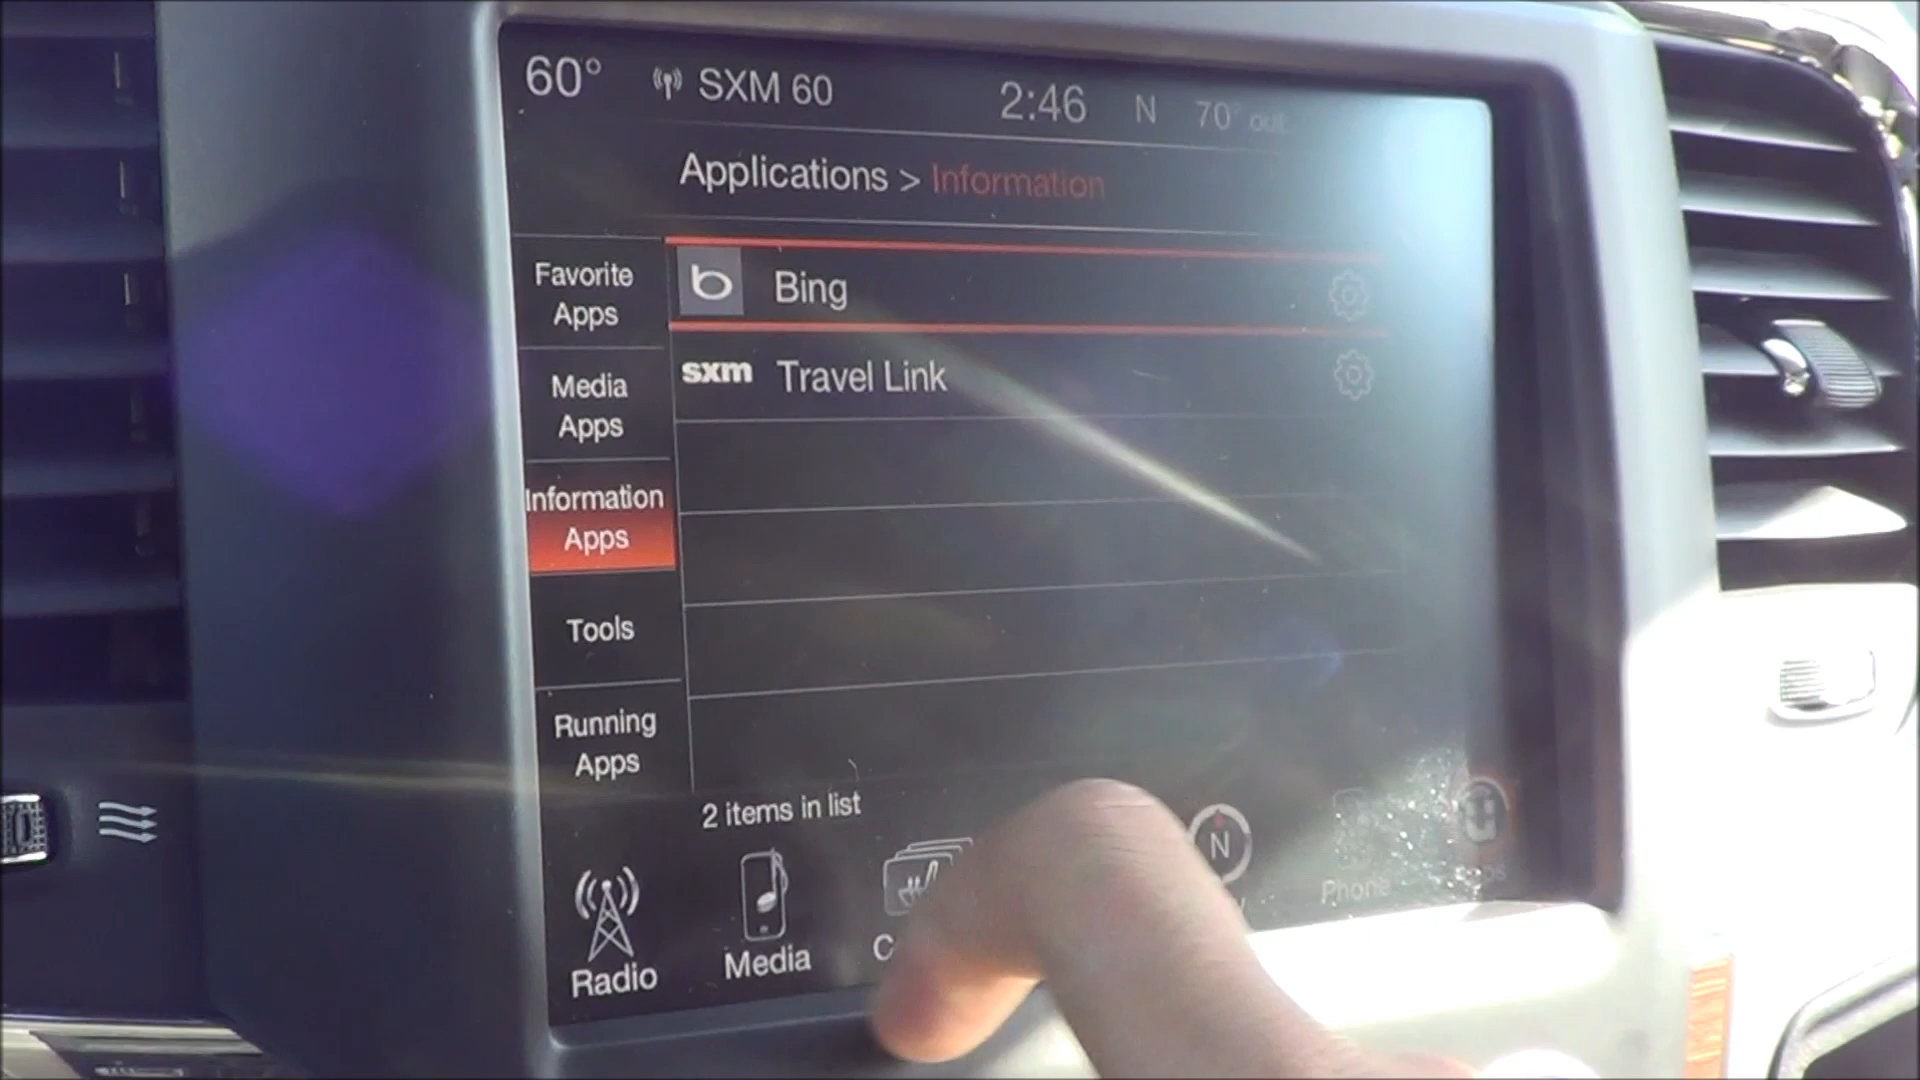 60° SXM 60 2:46 N 70° out
Applications > Information
Favorite
Apps
b Bing
Media
Apps
sxm Travel Link
Information
Apps
Tools
Running
Apps
2 items in list
N
Radio
Media
Phone